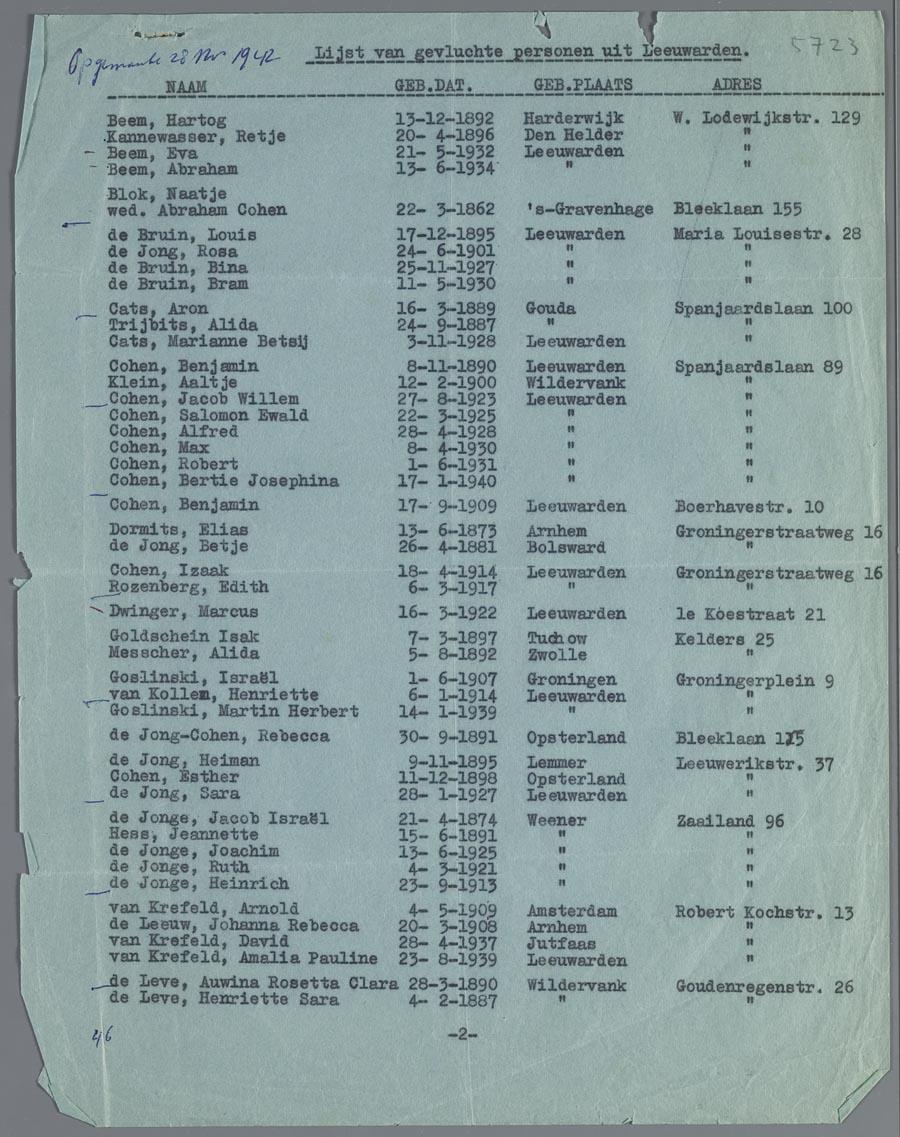 Opgemaakt 28 Nov 1942
5723
Lijst van gevluchte personen uit Leeuwarden.
NAAM GEB.DAT. GEB.PLAATS ADRES
Beem, Hartog 13-12-1892 Harderwijk W. Lodewijkstr. 129
Kannewasser, Retje 20- 4-1896 Den Helder "
Beem, Eva 21- 5-1932 Leeuwarden "
Beem, Abraham 13- 6-1934 " "
Blok, Naatje
wed. Abraham Cohen 22- 3-1862 's-Gravenhage Bleeklaan 155
de Bruin, Louis 17-12-1895 Leeuwarden Maria Louisestr. 28
de Jong, Rosa 24- 6-1901 " "
de Bruin, Bina 25-11-1927 " "
de Bruin, Bram 11- 5-1930 " "
Cats, Aron 16- 3-1889 Gouda Spanjaardslaan 100
Trijbits, Alida 24- 9-1887 " "
Cats, Marianne Betsij 3-11-1928 Leeuwarden "
Cohen, Benjamin 8-11-1890 Leeuwarden Spanjaardslaan 89
Klein, Aaltje 12- 2-1900 Wildervank "
Cohen, Jacob Willem 27- 8-1923 Leeuwarden "
Cohen, Salomon Ewald 22- 3-1925 " "
Cohen, Alfred 28- 4-1928 " "
Cohen, Max 8- 4-1930 " "
Cohen, Robert 1- 6-1931 " "
Cohen, Bertie Josephina 17- 1-1940 " "
Cohen, Benjamin 17- 9-1909 Leeuwarden Boerhavestr. 10
Dormits, Elias 13- 6-1873 Arnhem Groningerstraatweg 16
de Jong, Betje 26- 4-1881 Bolsward "
Cohen, Izaak 18- 4-1914 Leeuwarden Groningerstraatweg 16
Rozenberg, Edith 6- 3-1917 " "
Dwinger, Marcus 16- 3-1922 Leeuwarden 1e Koestraat 21
Goldschein Isak 7- 3-1897 Tuchow Kelders 25
Messcher, Alida 5- 8-1892 Zwolle "
Goslinski, Israël 1- 6-1907 Groningen Groningerplein 9
van Kollem, Henriette 6- 1-1914 Leeuwarden "
Goslinski, Martin Herbert 14- 1-1939 " "
de Jong-Cohen, Rebecca 30- 9-1891 Opsterland Bleeklaan 115
de Jong, Heiman 9-11-1895 Lemmer Leeuwerikstr. 37
Cohen, Esther 11-12-1898 Opsterland "
de Jong, Sara 28- 1-1927 Leeuwarden "
de Jonge, Jacob Israël 21- 4-1874 Weener Zaailand 96
Hess, Jeannette 15- 6-1891 " "
de Jonge, Joachim 13- 6-1925 " "
de Jonge, Ruth 4- 3-1921 " "
de Jonge, Heinrich 23- 9-1913 " "
van Krefeld, Arnold 4- 5-1909 Amsterdam Robert Kochstr. 13
de Leeuw, Johanna Rebecca 20- 3-1908 Arnhem "
van Krefeld, David 28- 4-1937 Jutfaas "
van Krefeld, Amalia Pauline 23- 8-1939 Leeuwarden "
de Leve, Auwina Rosetta Clara 28-3-1890 Wildervank Goudenregenstr. 26
de Leve, Henriette Sara 4- 2-1887 " "
46
-2-